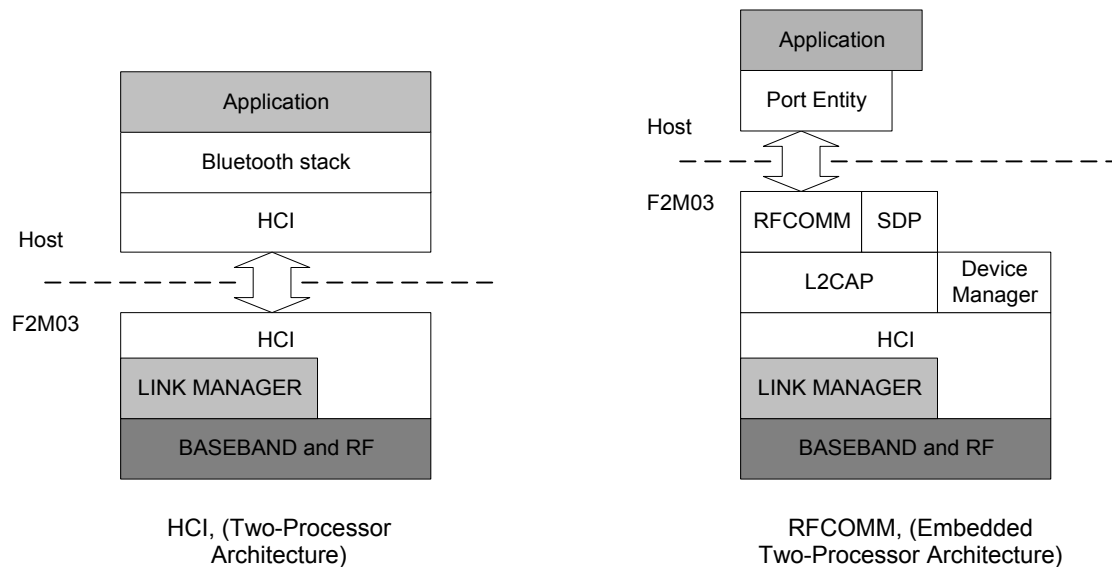 Application
Bluetooth stack
HCI
Host
F2M03
HCI
LINK MANAGER
BASEBAND and RF
HCI, (Two-Processor
Architecture)
Application
Port Entity
Host
F2M03
RFCOMM
SDP
L2CAP
Device
Manager
HCI
LINK MANAGER
BASEBAND and RF
RFCOMM, (Embedded
Two-Processor Architecture)